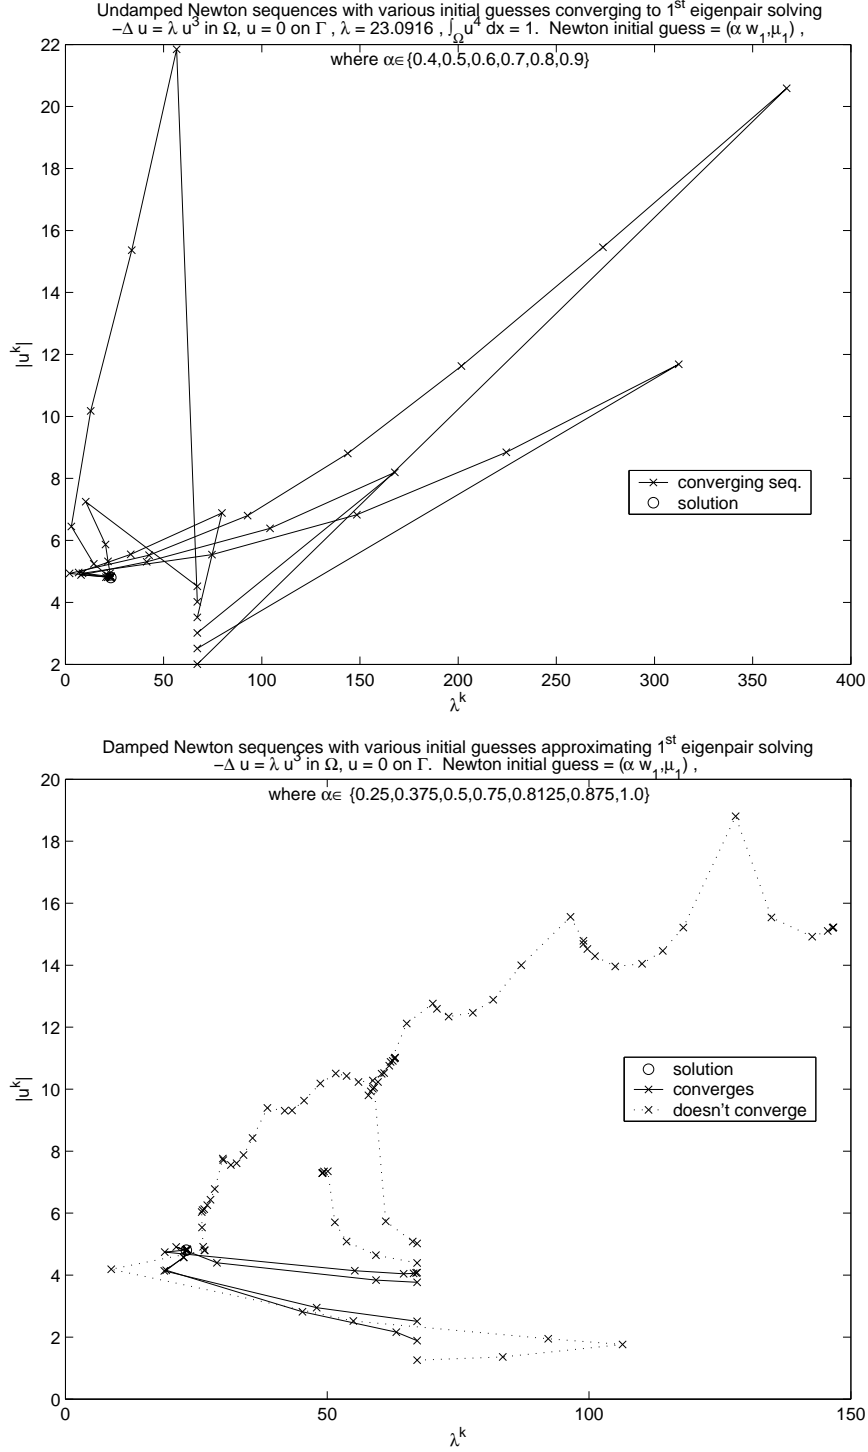 Undamped Newton sequences with various initial guesses converging to 1st eigenpair solving
−Δ u = λ u³ in Ω, u = 0 on Γ , λ = 23.0916 , ∫Ω u⁴ dx = 1. Newton initial guess = (α w₁,μ₁) ,
where α∈{0.4,0.5,0.6,0.7,0.8,0.9}
22
20
18
16
14
12
10
8
6
4
2
|uᵏ|
converging seq.
solution
0 50 100 150 200 250 300 350 400
λᵏ
Damped Newton sequences with various initial guesses approximating 1st eigenpair solving
−Δ u = λ u³ in Ω, u = 0 on Γ. Newton initial guess = (α w₁,μ₁) ,
where α∈ {0.25,0.375,0.5,0.75,0.8125,0.875,1.0}
20
18
16
14
12
10
8
6
4
2
0
|uᵏ|
solution
converges
doesn't converge
0 50 100 150
λᵏ